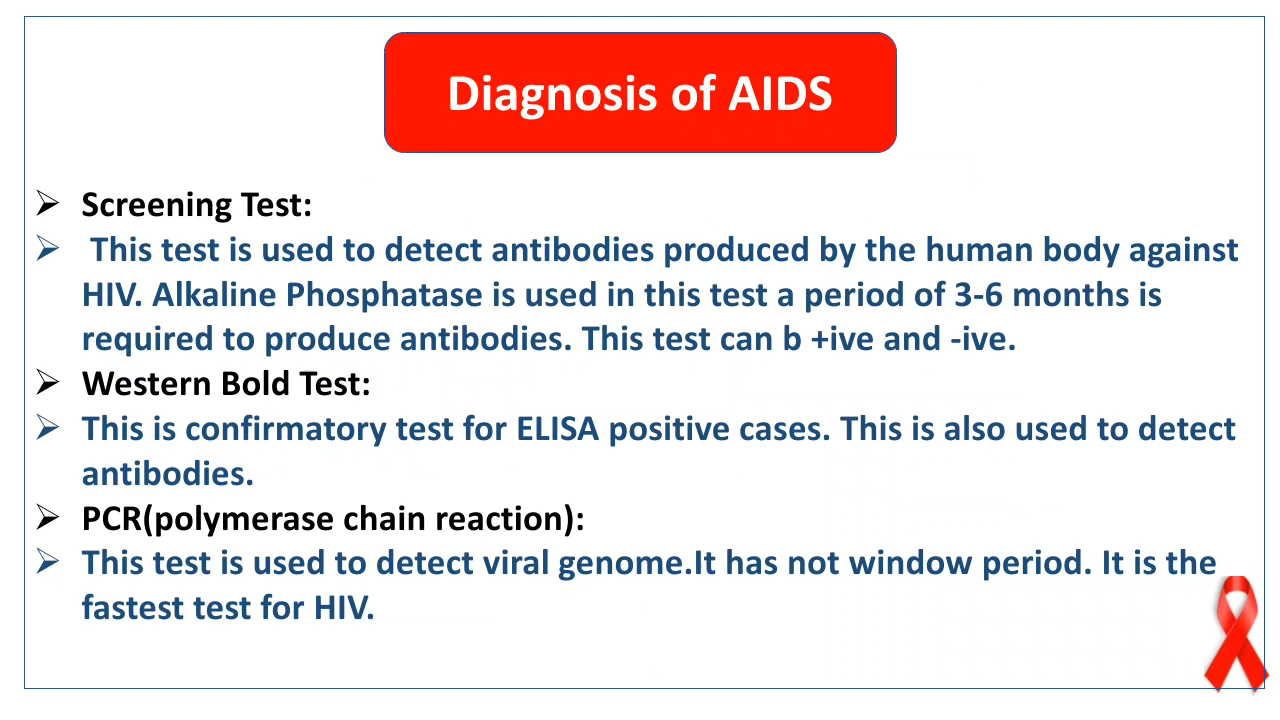 Diagnosis of AIDS
➢ Screening Test:
➢ This test is used to detect antibodies produced by the human body against
HIV. Alkaline Phosphatase is used in this test a period of 3-6 months is
required to produce antibodies. This test can b +ive and -ive.
➢ Western Bold Test:
➢ This is confirmatory test for ELISA positive cases. This is also used to detect
antibodies.
➢ PCR(polymerase chain reaction):
➢ This test is used to detect viral genome.It has not window period. It is the
fastest test for HIV.